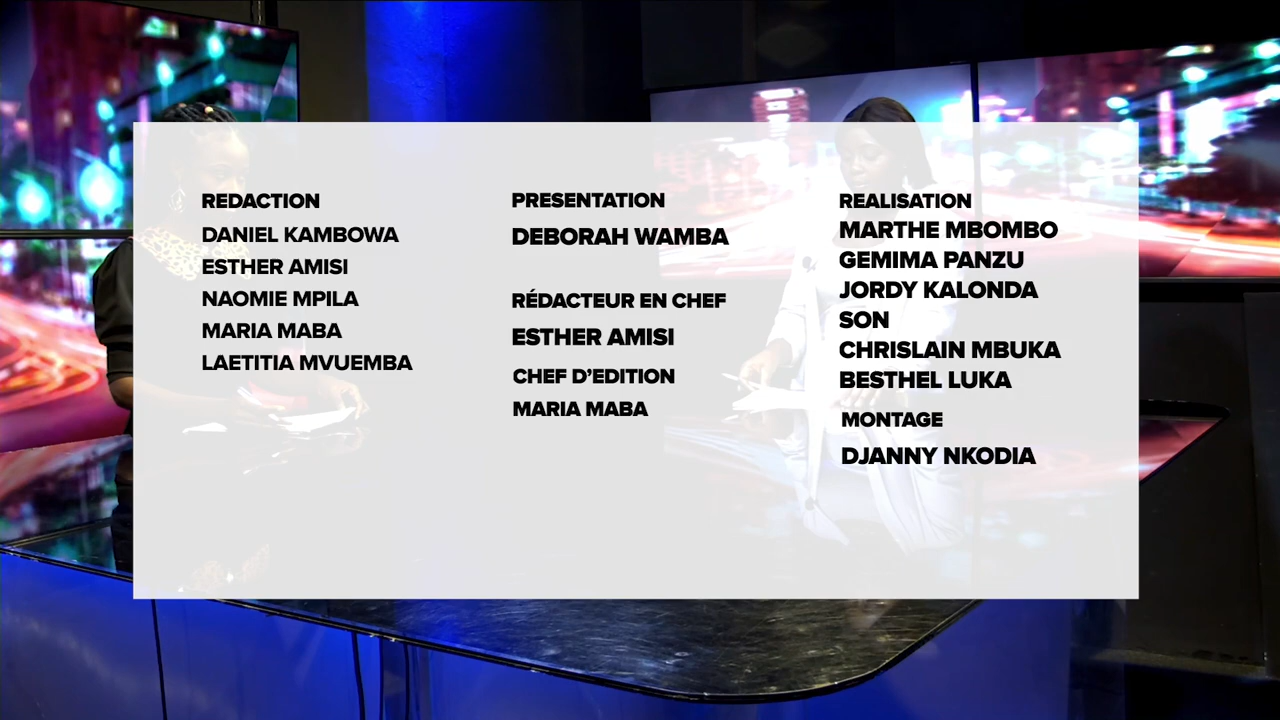 REDACTION
DANIEL KAMBOWA
ESTHER AMISI
NAOMIE MPILA
MARIA MABA
LAETITIA MVUEMBA
PRESENTATION
DEBORAH WAMBA
RÉDACTEUR EN CHEF
ESTHER AMISI
CHEF D’EDITION
MARIA MABA
REALISATION
MARTHE MBOMBO
GEMIMA PANZU
JORDY KALONDA
SON
CHRISLAIN MBUKA
BESTHEL LUKA
MONTAGE
DJANNY NKODIA